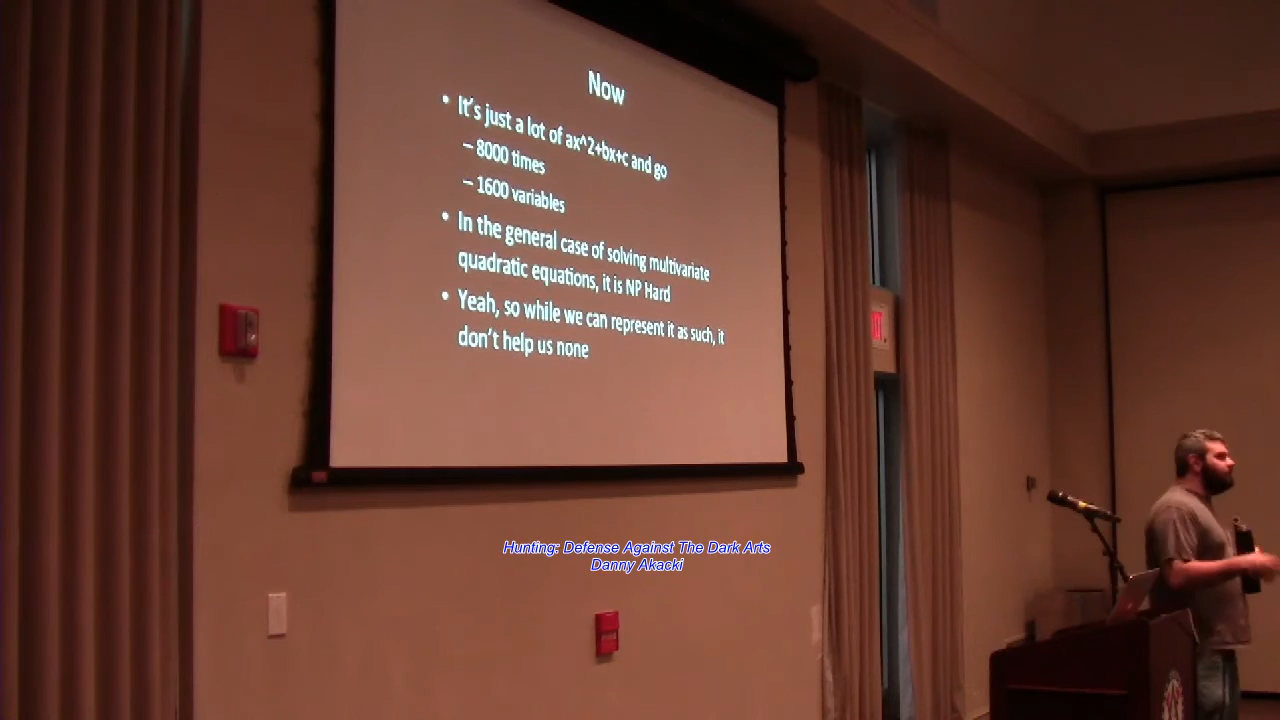 Now
• It's just a lot of ax^2+bx+c and go
– 8000 times
– 1600 variables
• In the general case of solving multivariate
quadratic equations, it is NP Hard
• Yeah, so while we can represent it as such, it
don't help us none
Hunting: Defense Against The Dark Arts
Danny Akacki